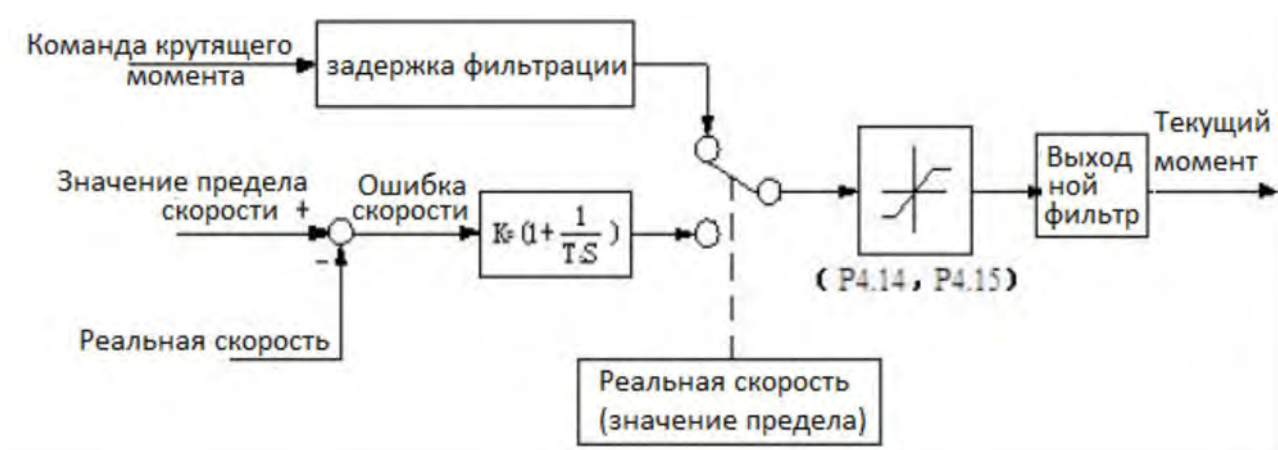 Команда крутящего
момента
задержка фильтрации
Текущий
момент
Выход
ной
фильтр
Значение предела
скорости +
Ошибка
скорости
K=(1+1/T:S)
-
(P4.14, P4.15)
Реальная скорость
Реальная скорость
(значение предела)